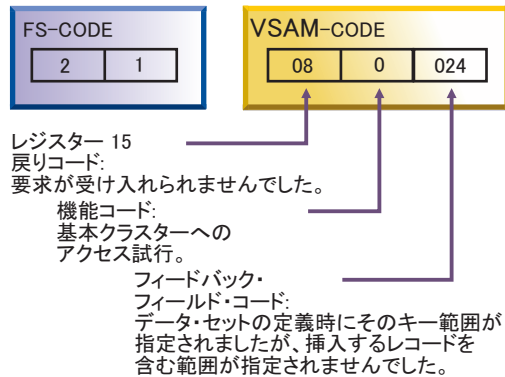 FS-CODE
2 1
VSAM-CODE
08 0 024
レジスター 15
戻りコード:
要求が受け入れられませんでした。
機能コード:
基本クラスターへの
アクセス試行。
フィードバック・
フィールド・コード:
データ・セットの定義時にそのキー範囲が
指定されましたが、挿入するレコードを
含む範囲が指定されませんでした。